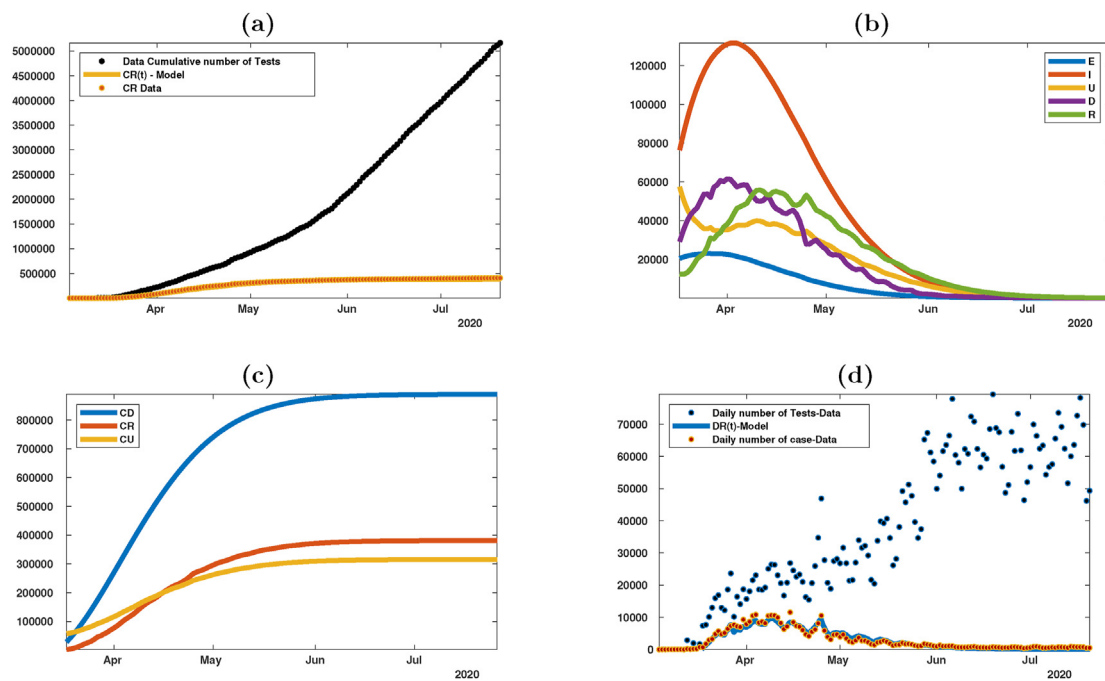 (a)
5000000
4500000
4000000
3500000
3000000
2500000
2000000
1500000
1000000
500000
Data Cumulative number of Tests
CR(t) - Model
CR Data
Apr May Jun Jul
2020
(b)
120000
100000
80000
60000
40000
20000
E
I
U
D
R
Apr May Jun Jul
2020
(c)
800000
700000
600000
500000
400000
300000
200000
100000
CD
CR
CU
Apr May Jun Jul
2020
(d)
70000
60000
50000
40000
30000
20000
10000
0
Daily number of Tests-Data
DR(t)-Model
Daily number of case-Data
Apr May Jun Jul
2020